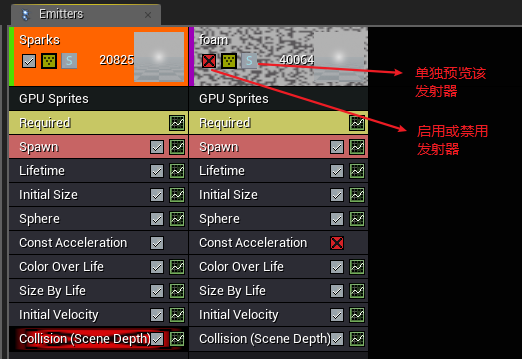 Emitters
Sparks
foam
S 20825
S 40064
单独预览该
发射器
GPU Sprites GPU Sprites
Required Required
启用或禁用
发射器
Spawn Spawn
Lifetime Lifetime
Initial Size Initial Size
Sphere Sphere
Const Acceleration Const Acceleration
Color Over Life Color Over Life
Size By Life Size By Life
Initial Velocity Initial Velocity
Collision (Scene Depth) Collision (Scene Depth)